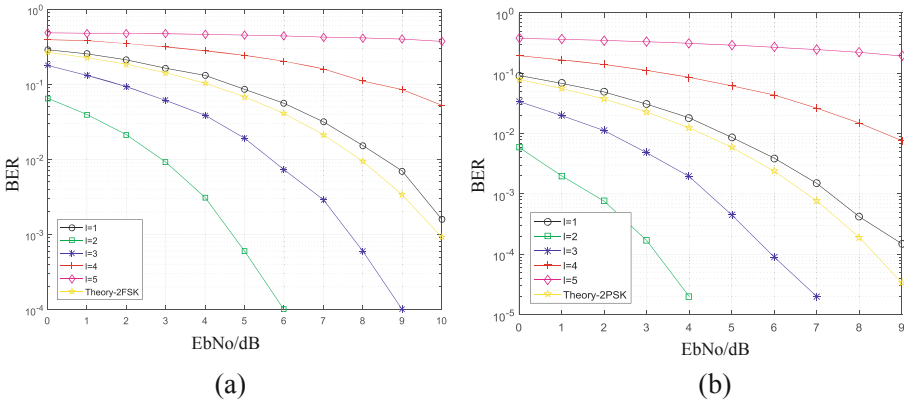 10^0
10^-1
10^-2
10^-3
10^-4
BER
0 1 2 3 4 5 6 7 8 9 10
EbNo/dB
l=1
l=2
l=3
l=4
l=5
Theory-2FSK
(a)
10^0
10^-1
10^-2
10^-3
10^-4
10^-5
BER
0 1 2 3 4 5 6 7 8 9
EbNo/dB
l=1
l=2
l=3
l=4
l=5
Theory-2PSK
(b)